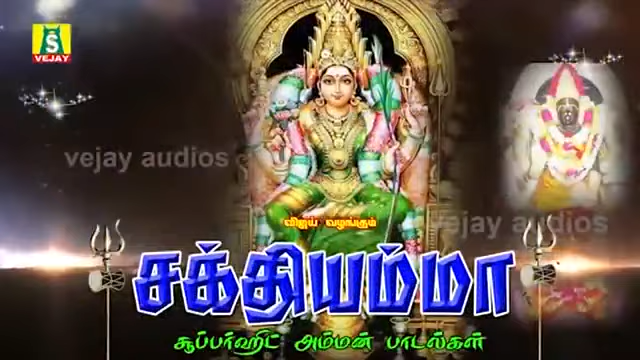 S
VEJAY
vejay audios
விஜய் வழங்கும்
vejay audios
சக்தியம்மா
சூப்பர்ஹிட் அம்மன் பாடல்கள்